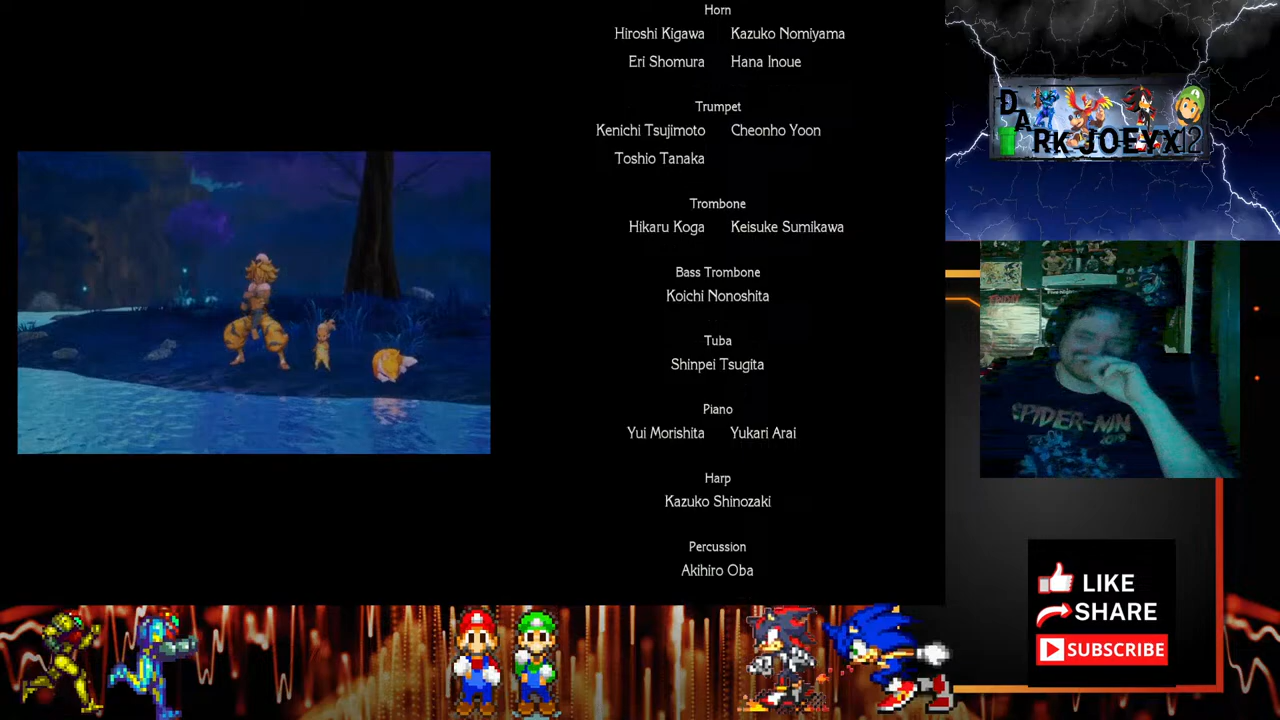 Horn
Hiroshi Kigawa Kazuko Nomiyama
Eri Shomura Hana Inoue
Trumpet
Kenichi Tsujimoto Cheonho Yoon
Toshio Tanaka
Trombone
Hikaru Koga Keisuke Sumikawa
Bass Trombone
Koichi Nonoshita
Tuba
Shinpei Tsugita
Piano
Yui Morishita Yukari Arai
Harp
Kazuko Shinozaki
Percussion
Akihiro Oba
DARK JOEYX12
SPIDER-MAN
LIKE
SHARE
SUBSCRIBE